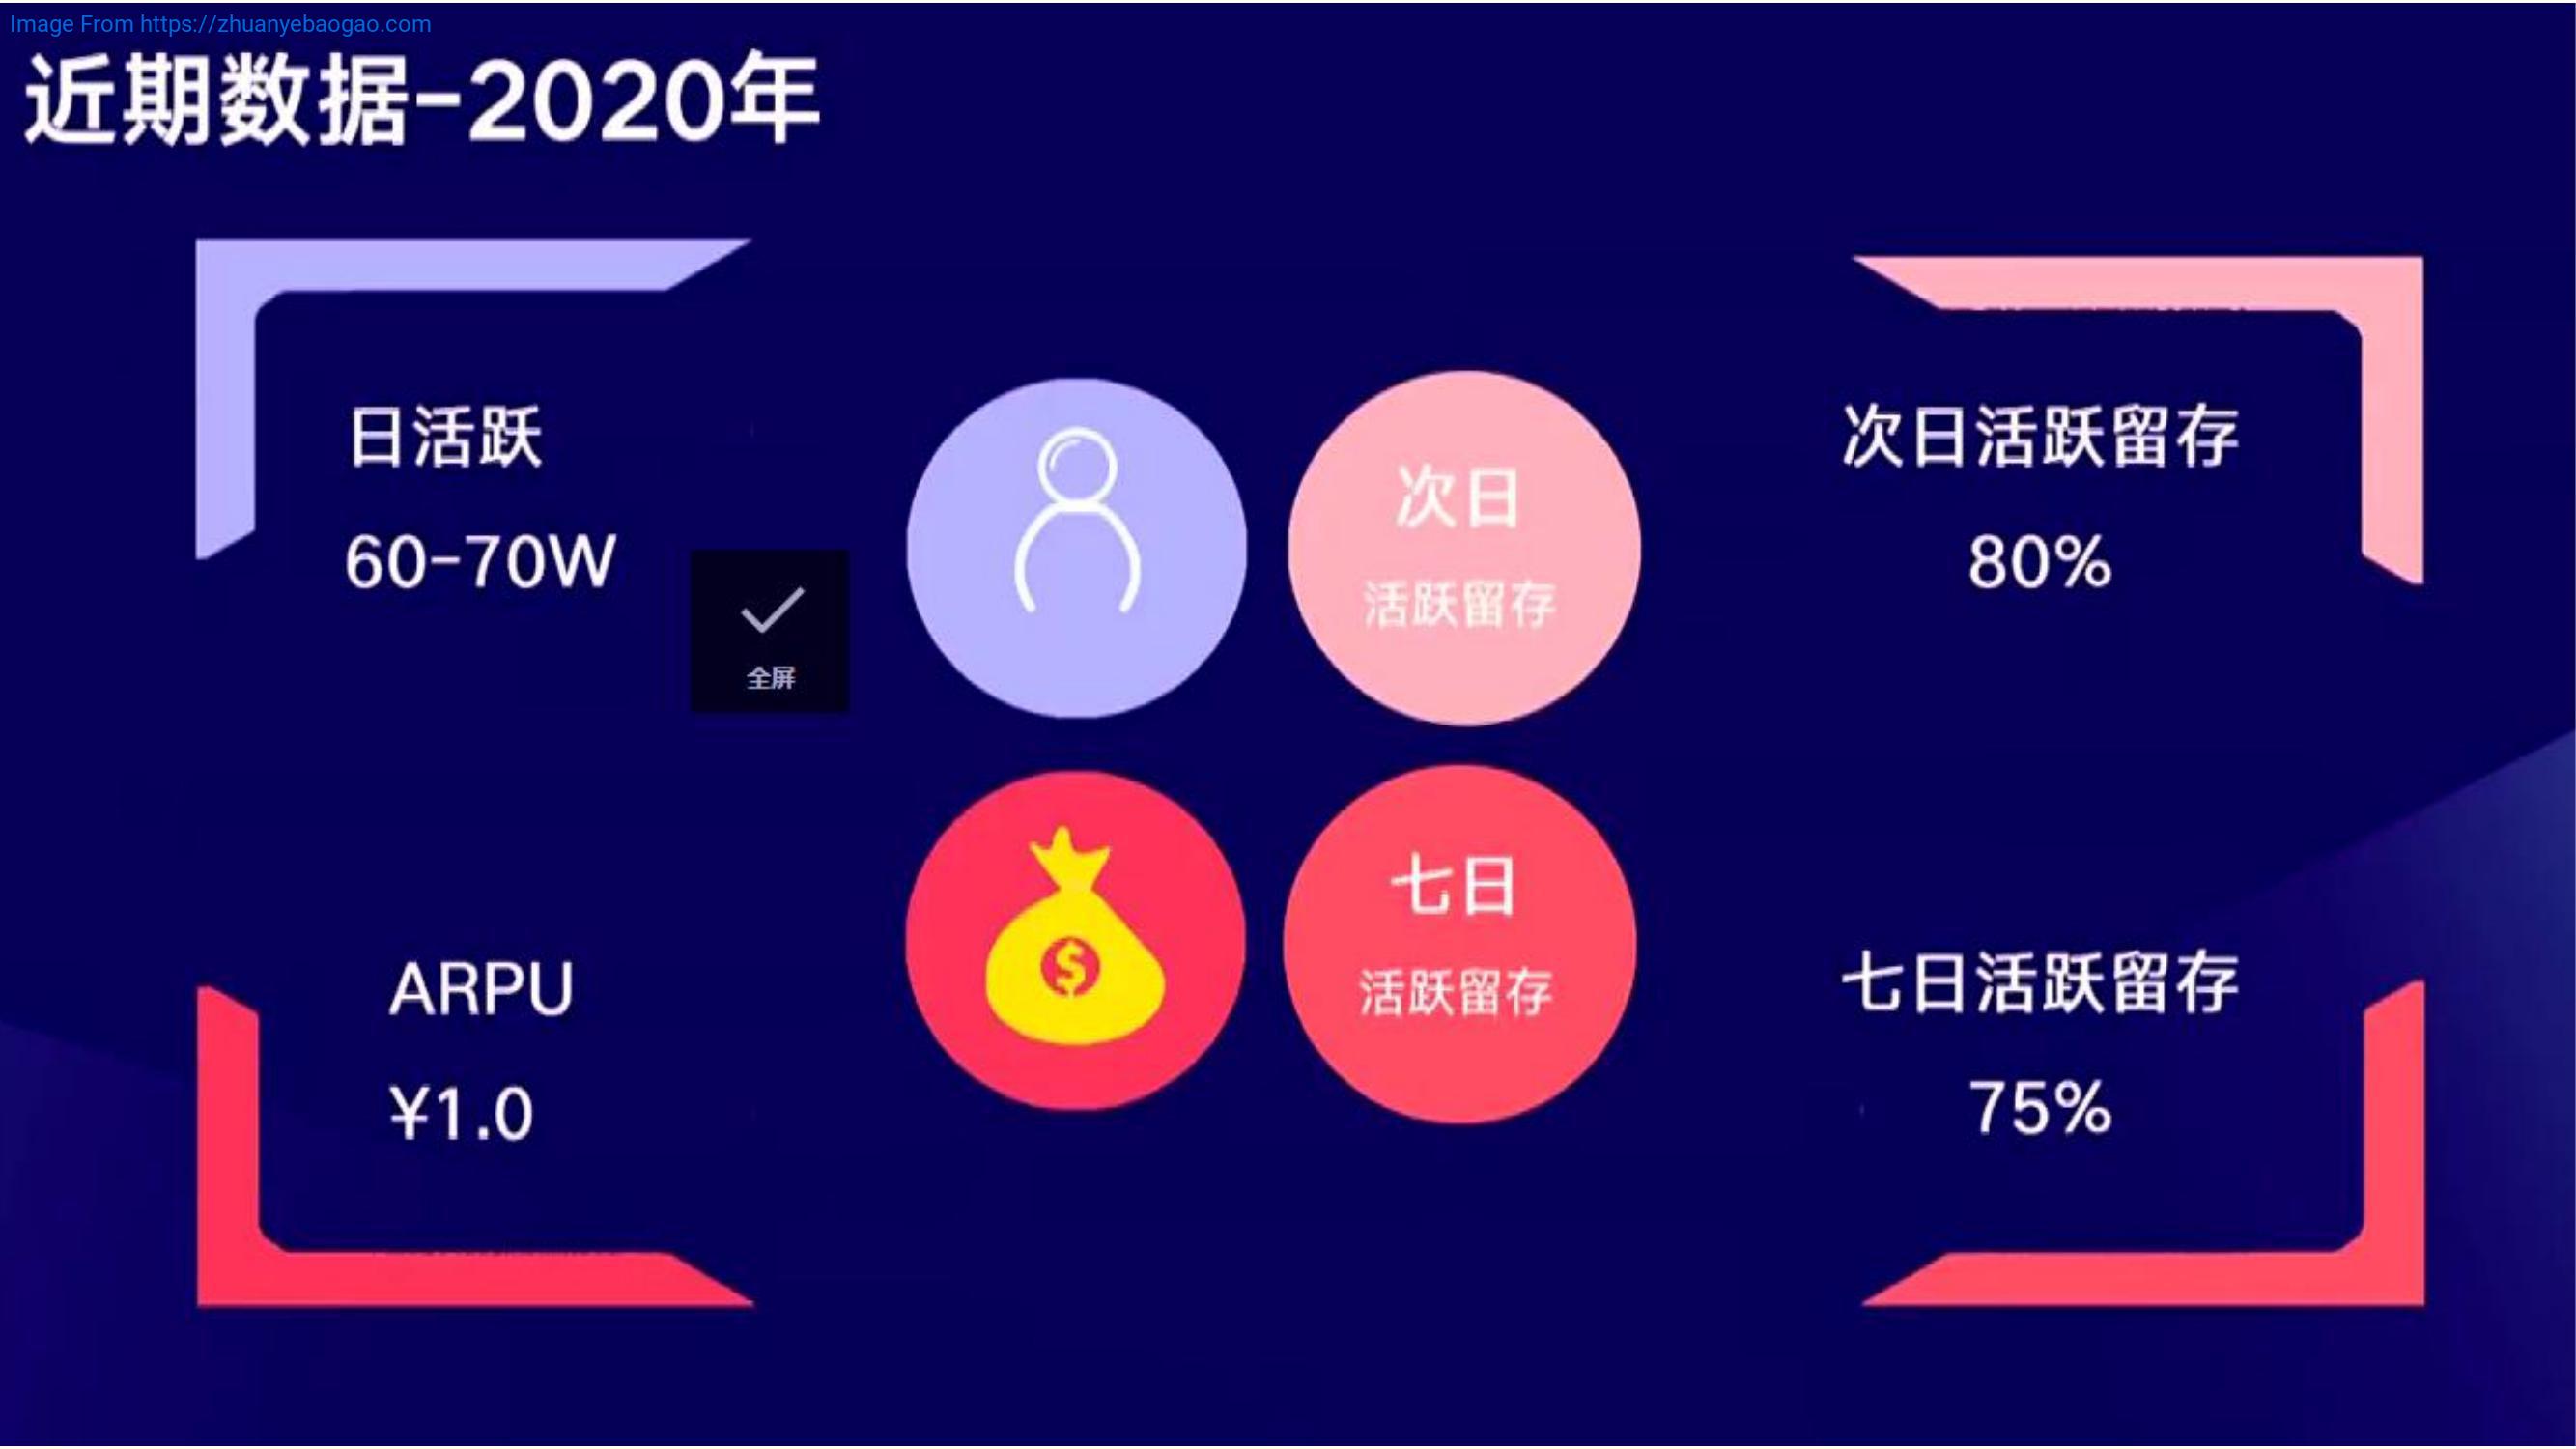 Image From https://zhuanyebaogao.com
近期数据-2020年
日活跃
60-70W
全屏
次日
活跃留存
次日活跃留存
80%
ARPU
¥1.0
$
七日
活跃留存
七日活跃留存
75%